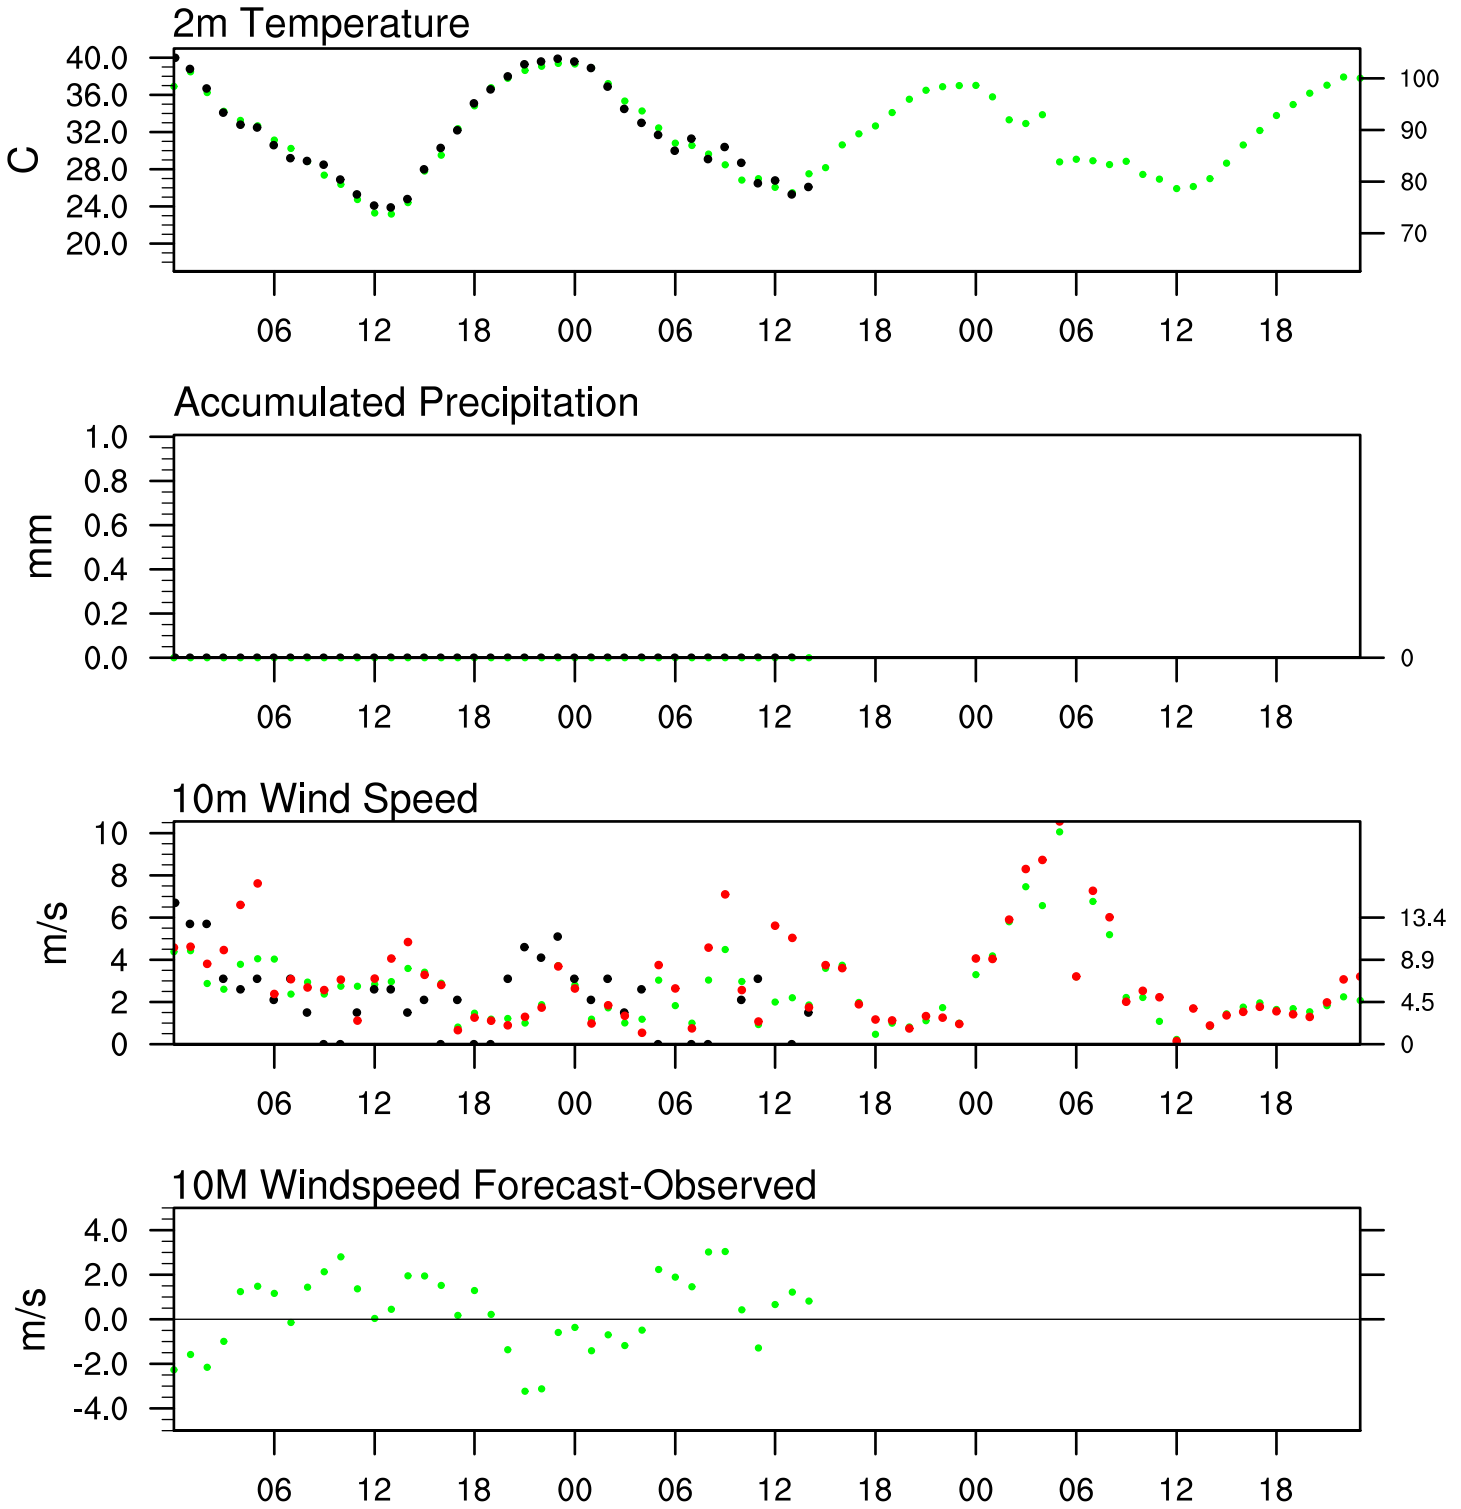 2m Temperature
40.0
36.0 100
32.0 90
C
28.0
24.0 80
20.0 70
06 12 18 00 06 12 18 00 06 12 18
Accumulated Precipitation
1.0
0.8
0.6
mm
0.4
0.2
0.0 0
06 12 18 00 06 12 18 00 06 12 18
10m Wind Speed
10
8
6 13.4
m/s
4 8.9
2 4.5
0 0
06 12 18 00 06 12 18 00 06 12 18
10M Windspeed Forecast-Observed
4.0
2.0
0.0
m/s
-2.0
-4.0
06 12 18 00 06 12 18 00 06 12 18